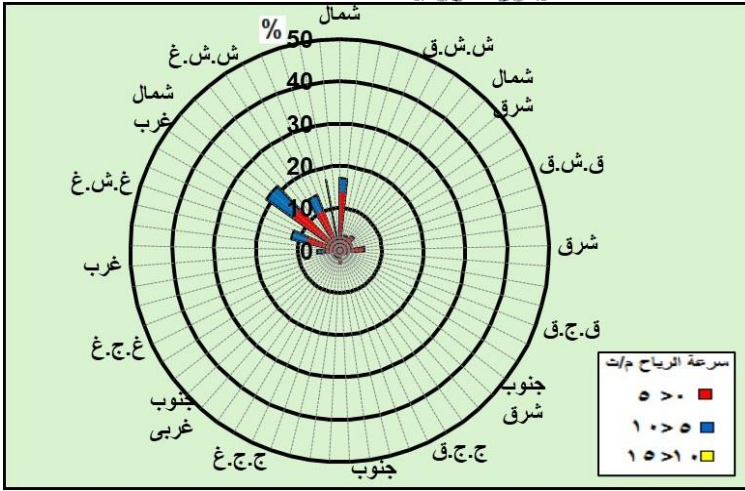 شمال
%
50
40
30
20
10
0
ش.ش.ق
شمال
شرق
ق.ش.ق
شرق
ق.ج.ق
جنوب
شرق
ج.ج.ق
جنوب
ج.ج.غ
جنوب
غربى
غ.ج.غ
غرب
غ.ش.غ
شمال
غرب
ش.ش.غ
سرعة الرياح م/ث
٠ < ٥
٥ < ١٠
١٠ < ١٥